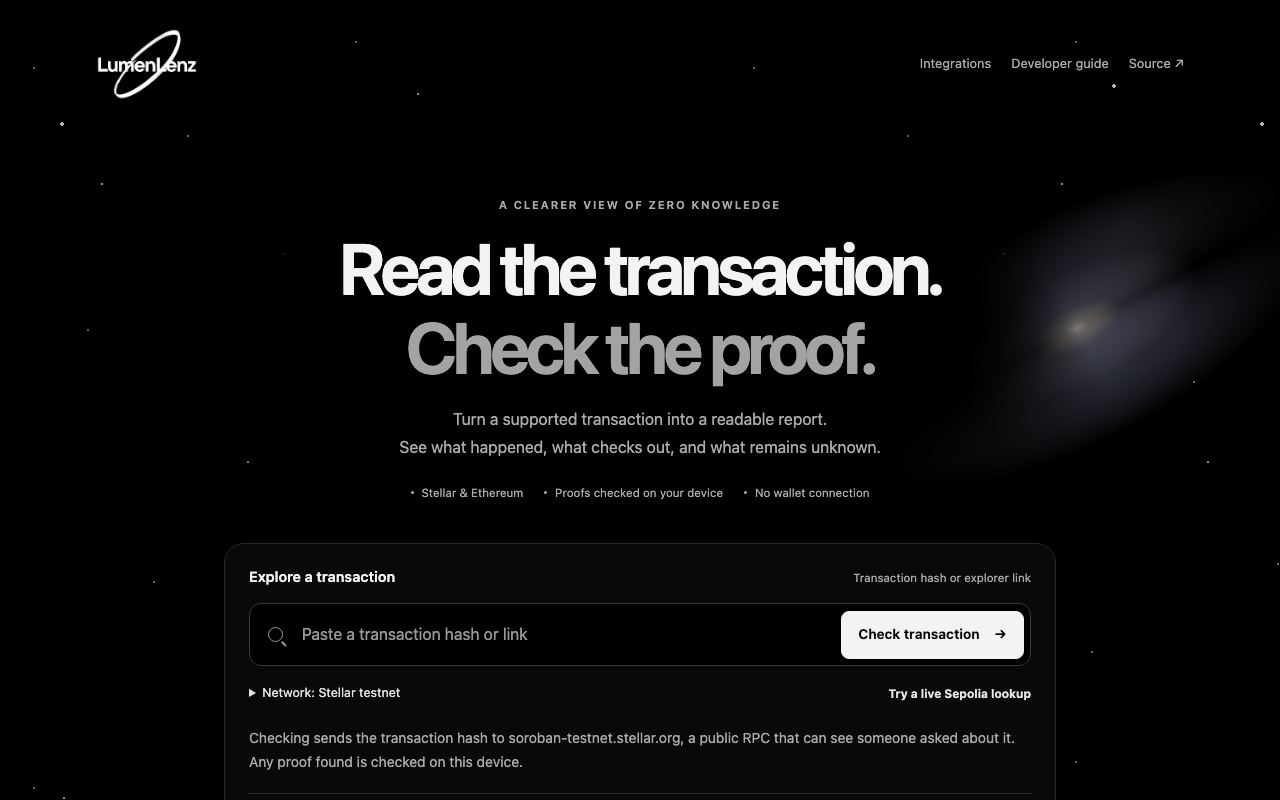 LumenLenz
Integrations
Developer guide
Source ↗
A CLEARER VIEW OF ZERO KNOWLEDGE
Read the transaction.
Check the proof.
Turn a supported transaction into a readable report.
See what happened, what checks out, and what remains unknown.
• Stellar & Ethereum • Proofs checked on your device • No wallet connection
Explore a transaction
Transaction hash or explorer link
Paste a transaction hash or link
Check transaction →
▶ Network: Stellar testnet
Try a live Sepolia lookup
Checking sends the transaction hash to soroban-testnet.stellar.org, a public RPC that can see someone asked about it.
Any proof found is checked on this device.